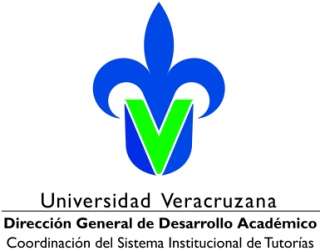 Universidad Veracruzana
Dirección General de Desarrollo Académico
Coordinación del Sistema Institucional de Tutorías